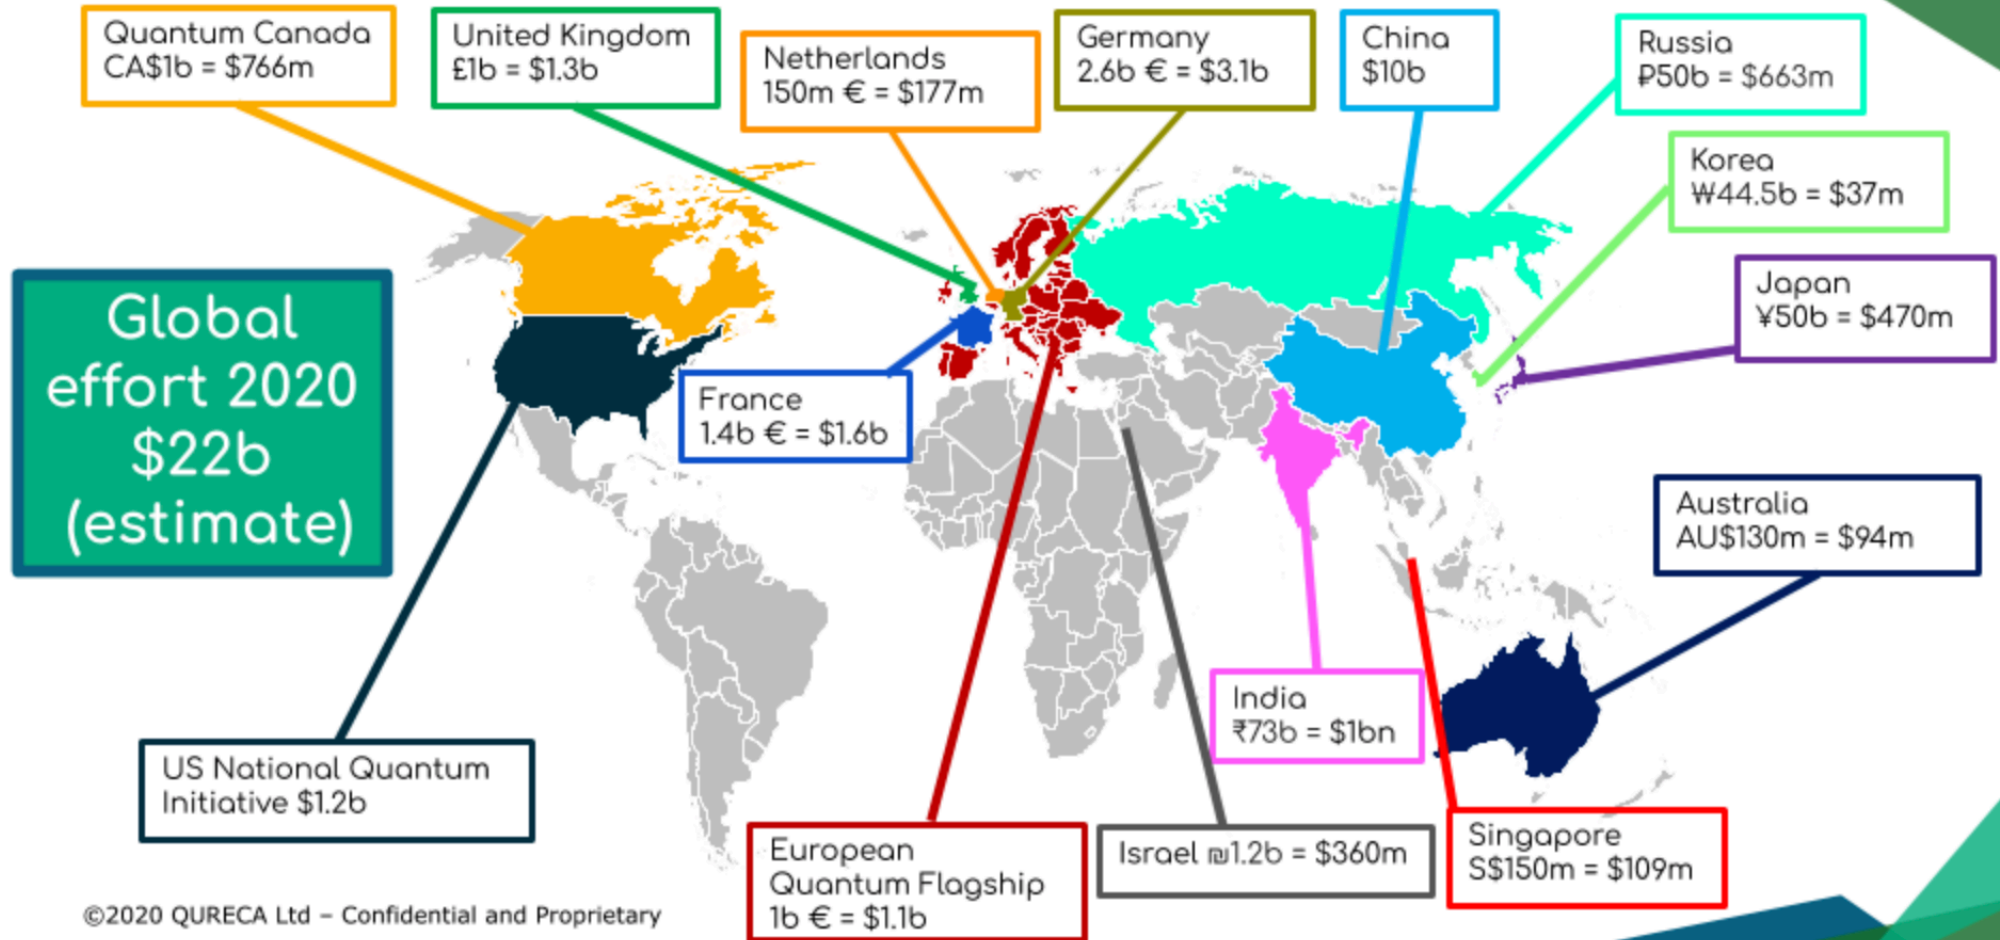 Quantum Canada
CA$1b = $766m
United Kingdom
£1b = $1.3b
Netherlands
150m € = $177m
Germany
2.6b € = $3.1b
China
$10b
Russia
₽50b = $663m
Korea
₩44.5b = $37m
Japan
¥50b = $470m
Global
effort 2020
$22b
(estimate)
France
1.4b € = $1.6b
Australia
AU$130m = $94m
India
₹73b = $1bn
US National Quantum
Initiative $1.2b
European
Quantum Flagship
1b € = $1.1b
Israel ₪1.2b = $360m
Singapore
S$150m = $109m
©2020 QURECA Ltd – Confidential and Proprietary